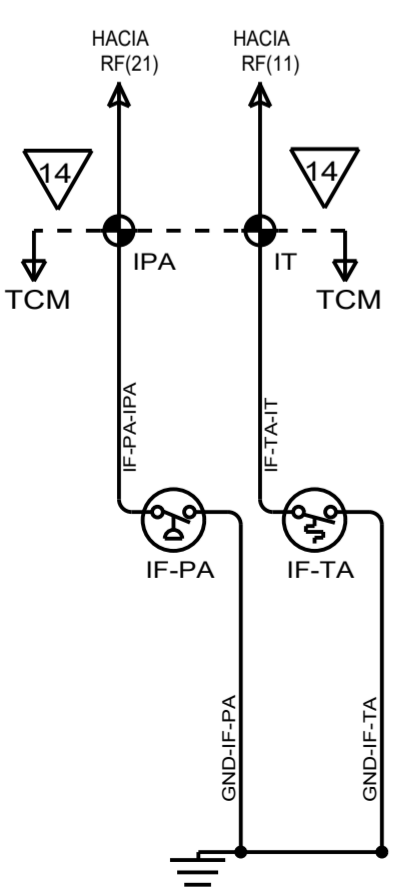 HACIA
RF(21)
HACIA
RF(11)
14
14
IPA
IT
TCM
TCM
IF-PA-IPA
IF-TA-IT
IF-PA
IF-TA
GND-IF-PA
GND-IF-TA